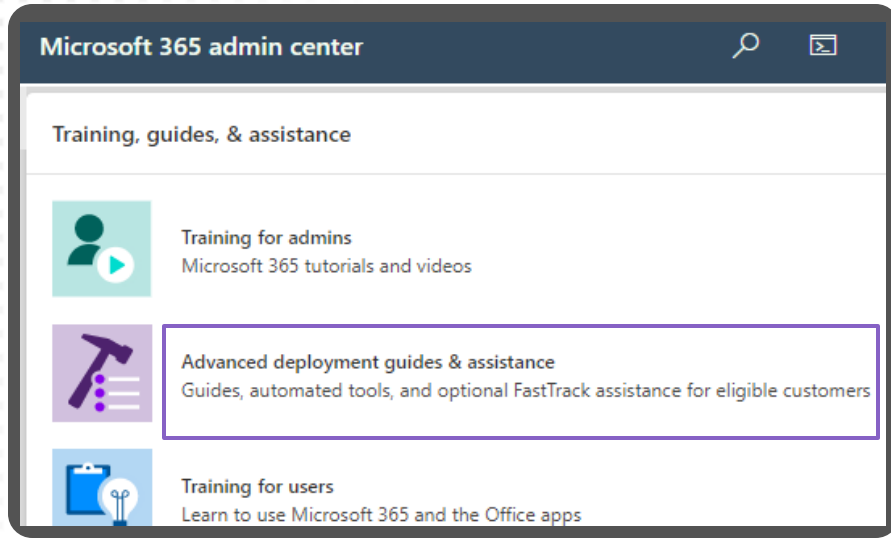 Microsoft 365 admin center
Training, guides, & assistance
Training for admins
Microsoft 365 tutorials and videos
Advanced deployment guides & assistance
Guides, automated tools, and optional FastTrack assistance for eligible customers
Training for users
Learn to use Microsoft 365 and the Office apps